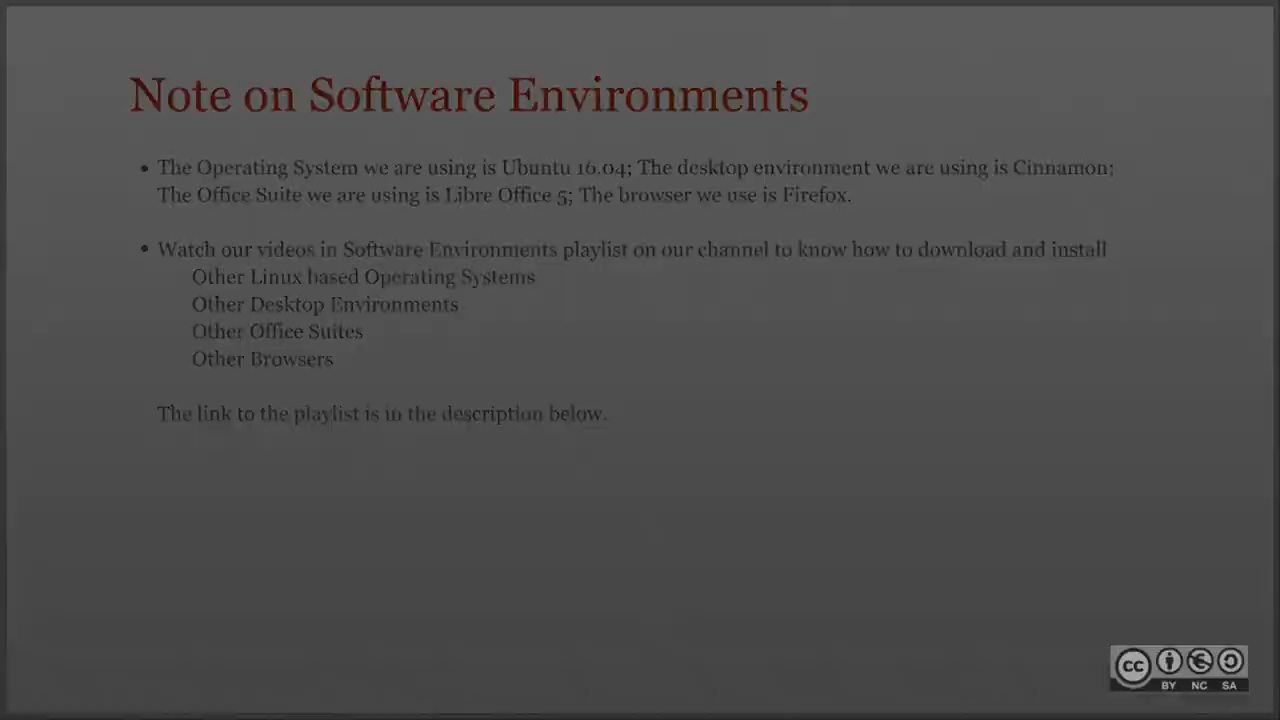 Note on Software Environments
• The Operating System we are using is Ubuntu 16.04; The desktop environment we are using is Cinnamon;
The Office Suite we are using is Libre Office 5; The browser we use is Firefox.
• Watch our videos in Software Environments playlist on our channel to know how to download and install
Other Linux based Operating Systems
Other Desktop Environments
Other Office Suites
Other Browsers
The link to the playlist is in the description below.
cc
BY NC SA